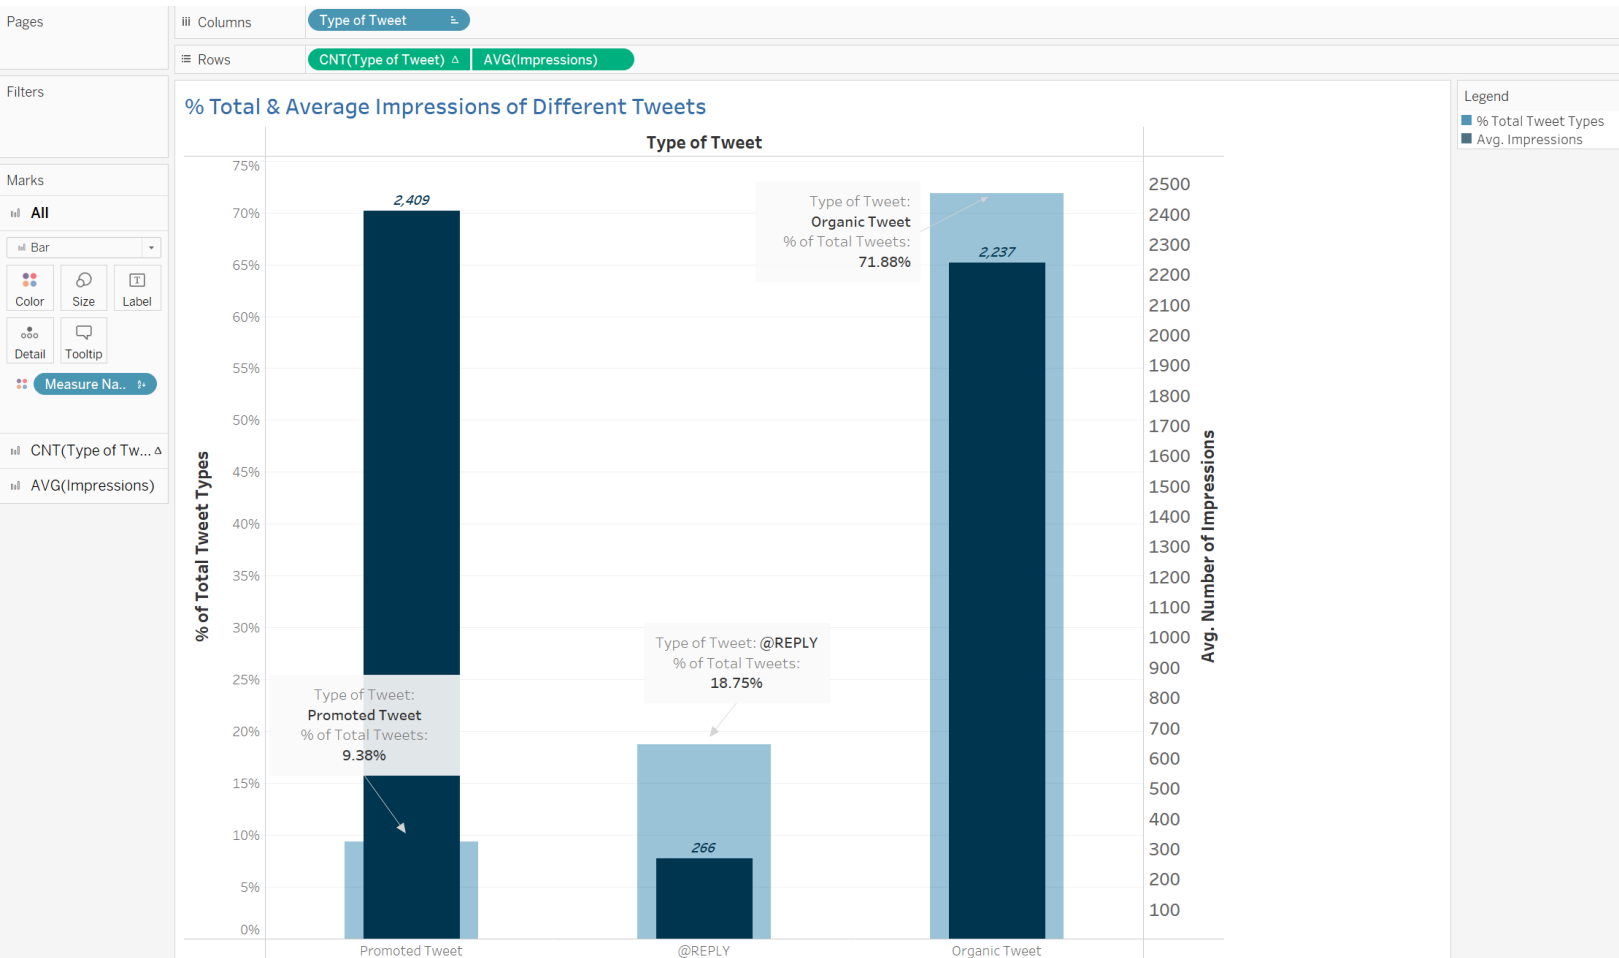 Pages
Columns
Type of Tweet
Rows
CNT(Type of Tweet) Δ
AVG(Impressions)
Filters
Marks
All
Bar
Color
Size
Label
Detail
Tooltip
Measure Na..
CNT(Type of Tw... Δ
AVG(Impressions)
% Total & Average Impressions of Different Tweets
Type of Tweet
% of Total Tweet Types
75%
70%
65%
60%
55%
50%
45%
40%
35%
30%
25%
20%
15%
10%
5%
0%
2,409
Type of Tweet:
Promoted Tweet
% of Total Tweets:
9.38%
Type of Tweet: @REPLY
% of Total Tweets:
18.75%
266
Type of Tweet:
Organic Tweet
% of Total Tweets:
71.88%
2,237
Promoted Tweet
@REPLY
Organic Tweet
2500
2400
2300
2200
2100
2000
1900
1800
1700
1600
1500
1400
1300
1200
1100
1000
900
800
700
600
500
400
300
200
100
Avg. Number of Impressions
Legend
% Total Tweet Types
Avg. Impressions